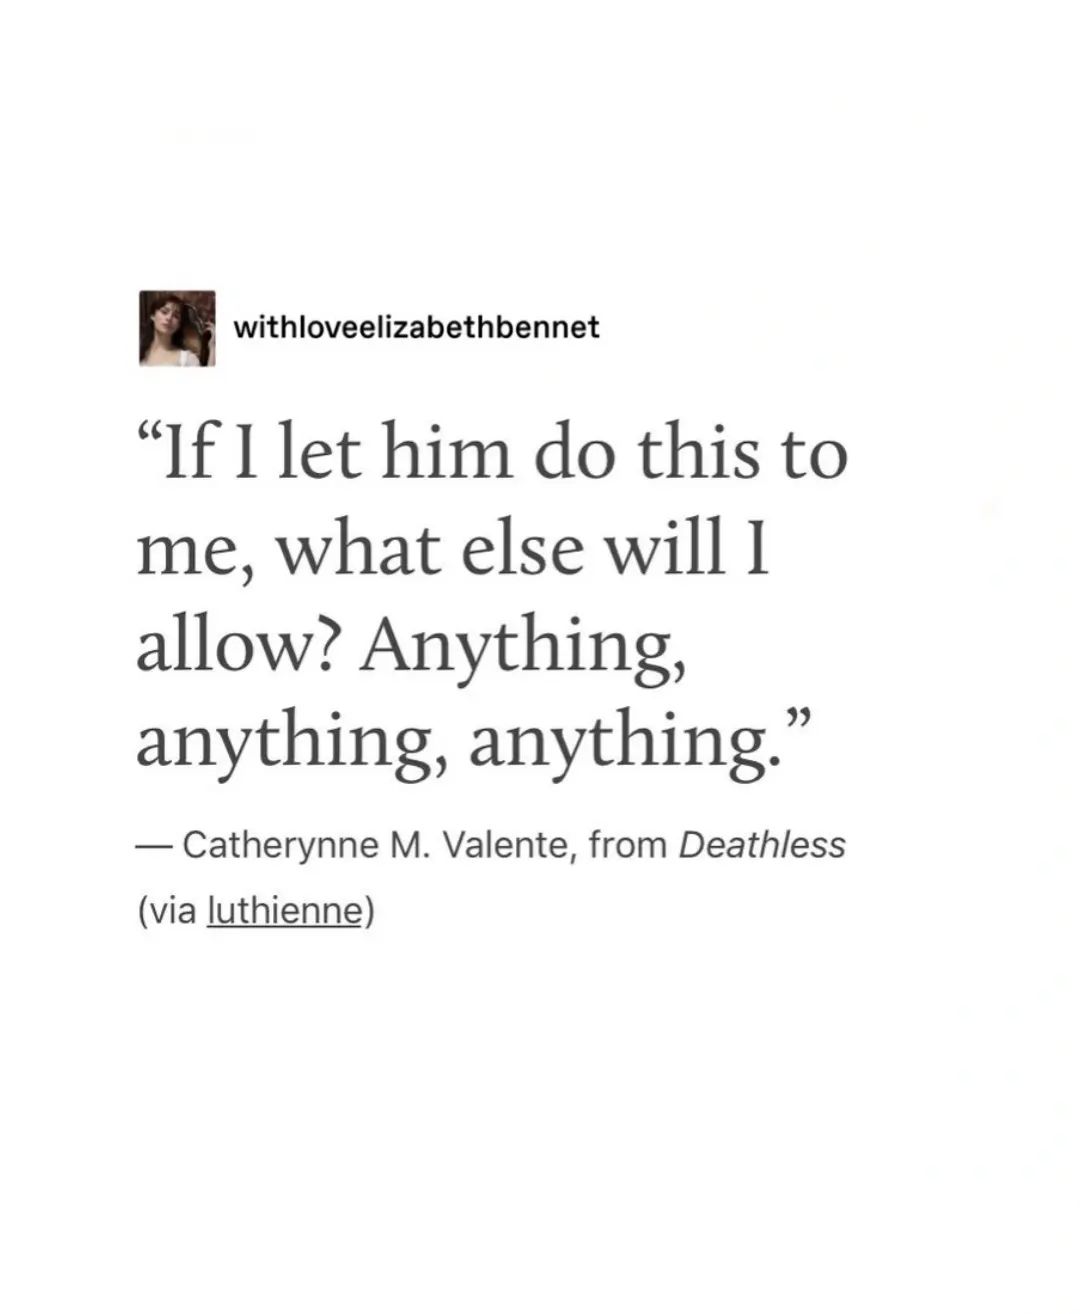 withloveelizabethbennet
“If I let him do this to
me, what else will I
allow? Anything,
anything, anything.”
— Catherynne M. Valente, from Deathless
(via luthienne)